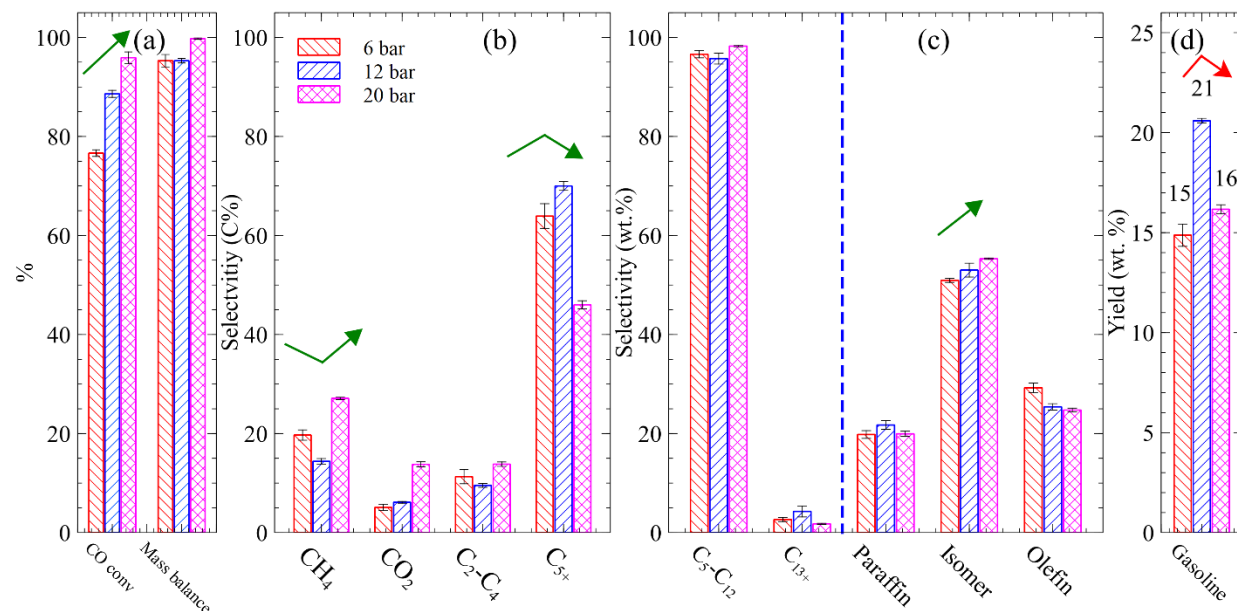 (a)
100
80
60
40
20
0
%
CO conv
Mass balance
(b)
6 bar
12 bar
20 bar
100
80
60
40
20
0
Selectvitiy (C%)
CH₄
CO₂
C₂-C₄
C₅₊
(c)
100
80
60
40
20
0
Selectivity (wt.%)
C₅-C₁₂
C₁₃₊
Paraffin
Isomer
Olefin
(d)
25
20
15
10
5
0
Yield (wt. %)
21
15
16
Gasoline